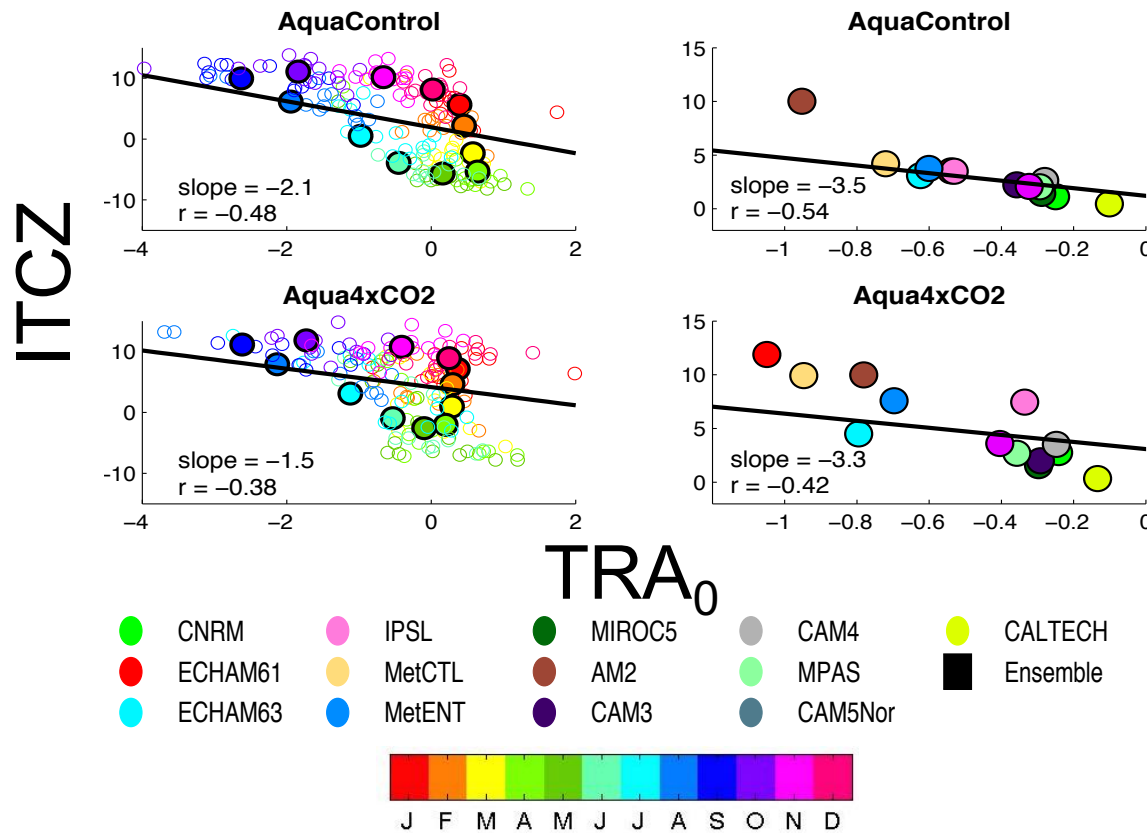 AquaControl
15
10
5
0
−1 −0.8 −0.6 −0.4 −0.2 0
slope = −3.5
r = −0.54
AquaControl
10
0
-10
−4 −2 0 2
slope = −2.1
r = −0.48
ITCZ
Aqua4xCO2
10
0
-10
−4 −2 0 2
slope = −1.5
r = −0.38
Aqua4xCO2
15
10
5
0
−1 −0.8 −0.6 −0.4 −0.2 0
slope = −3.3
r = −0.42
TRA0
CNRM IPSL MIROC5 CAM4 CALTECH
ECHAM61 MetCTL AM2 MPAS Ensemble
ECHAM63 MetENT CAM3 CAM5Nor
J F M A M J J A S O N D